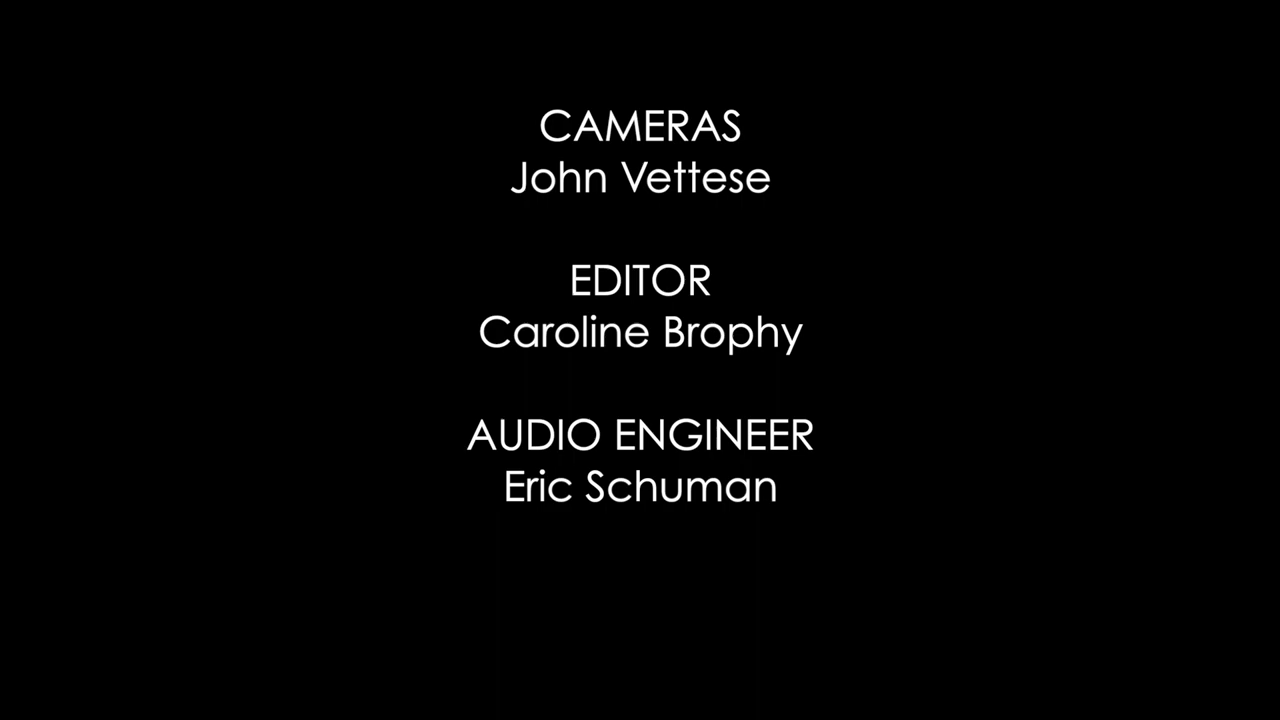 CAMERAS
John Vettese
EDITOR
Caroline Brophy
AUDIO ENGINEER
Eric Schuman